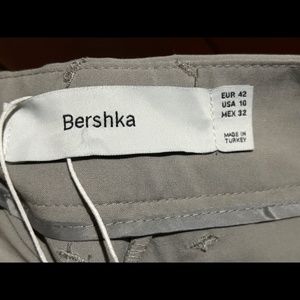 Bershka
EUR 42
USA 10
MEX 32
MADE IN
TURKEY